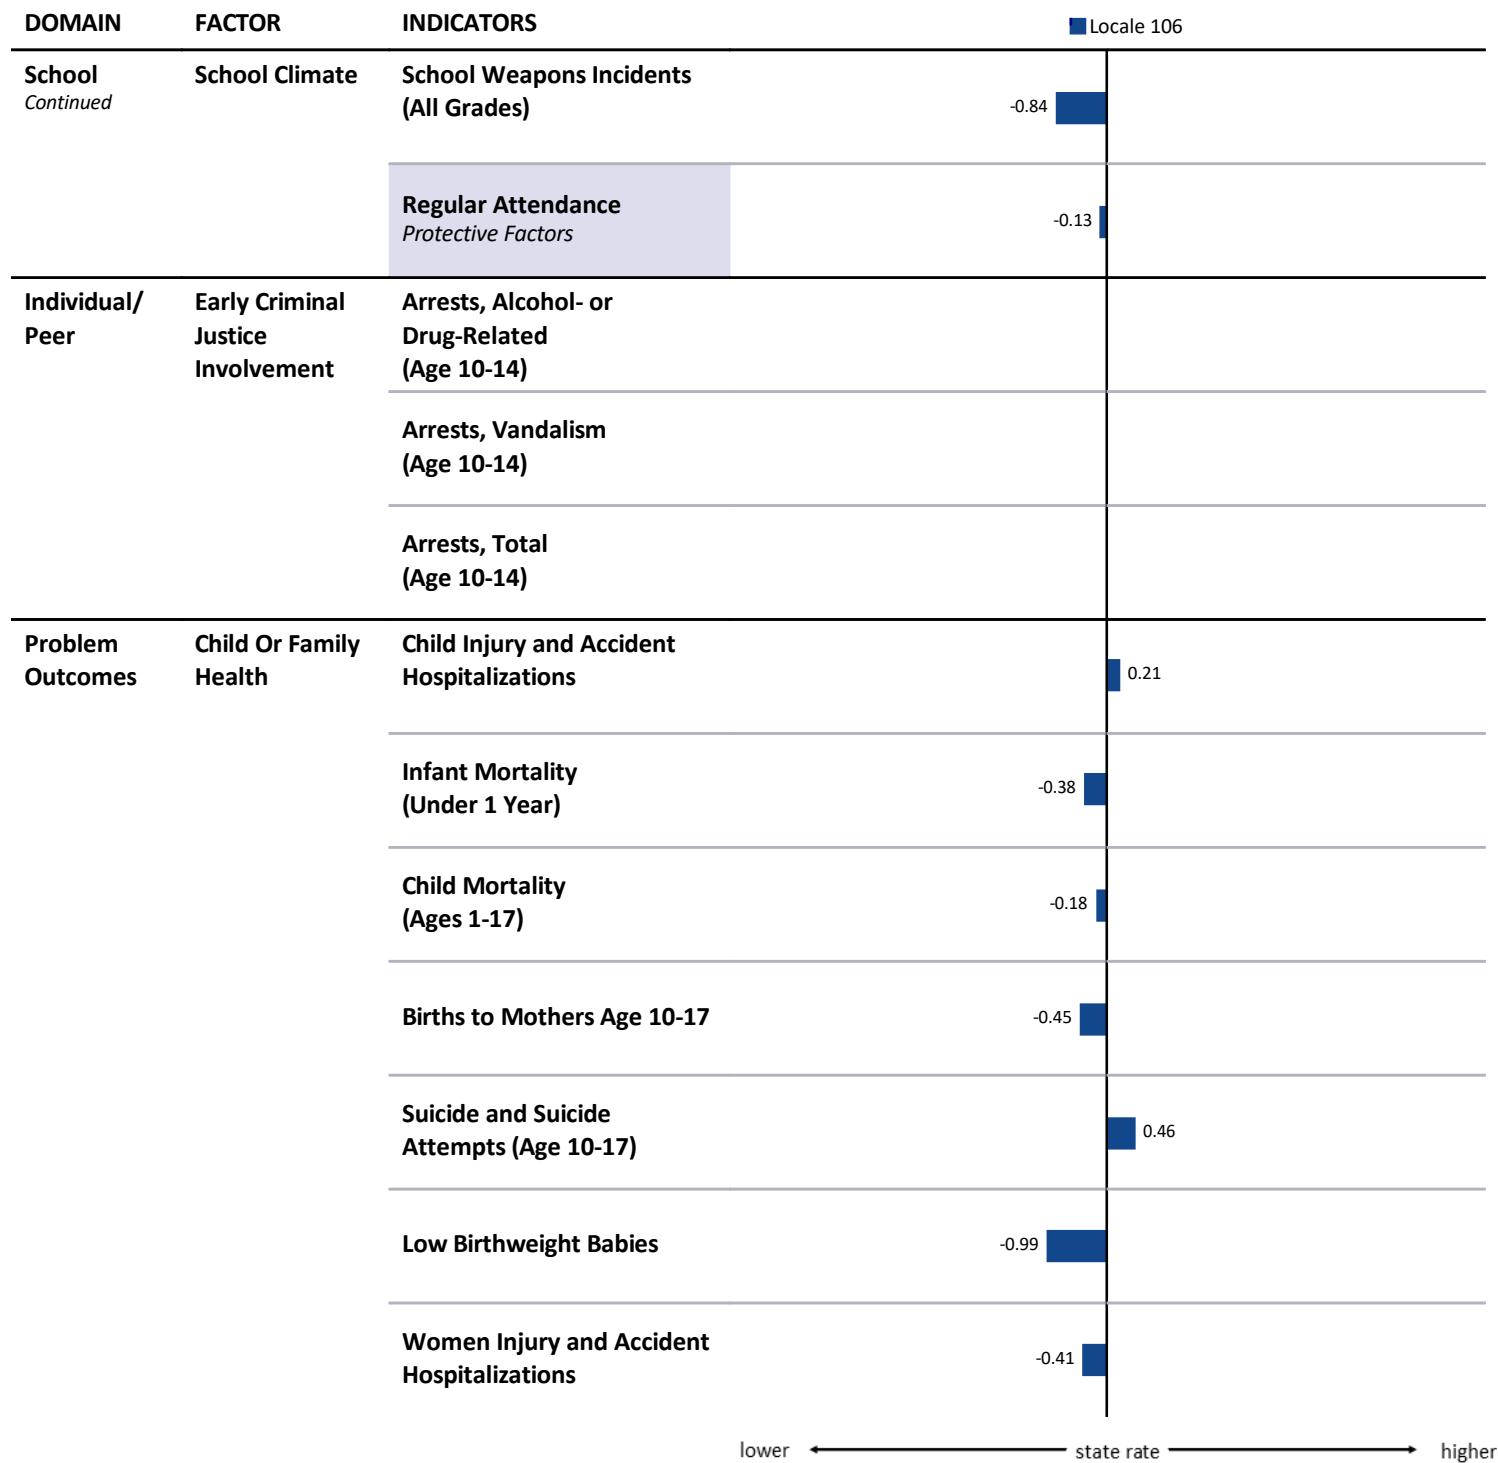 DOMAIN FACTOR INDICATORS
Locale 106
School
Continued
School Climate
School Weapons Incidents
(All Grades)
-0.84
Regular Attendance
Protective Factors
-0.13
Individual/
Peer
Early Criminal
Justice
Involvement
Arrests, Alcohol- or
Drug-Related
(Age 10-14)
Arrests, Vandalism
(Age 10-14)
Arrests, Total
(Age 10-14)
Problem
Outcomes
Child Or Family
Health
Child Injury and Accident
Hospitalizations
0.21
Infant Mortality
(Under 1 Year)
-0.38
Child Mortality
(Ages 1-17)
-0.18
Births to Mothers Age 10-17
-0.45
Suicide and Suicide
Attempts (Age 10-17)
0.46
Low Birthweight Babies
-0.99
Women Injury and Accident
Hospitalizations
-0.41
lower state rate higher